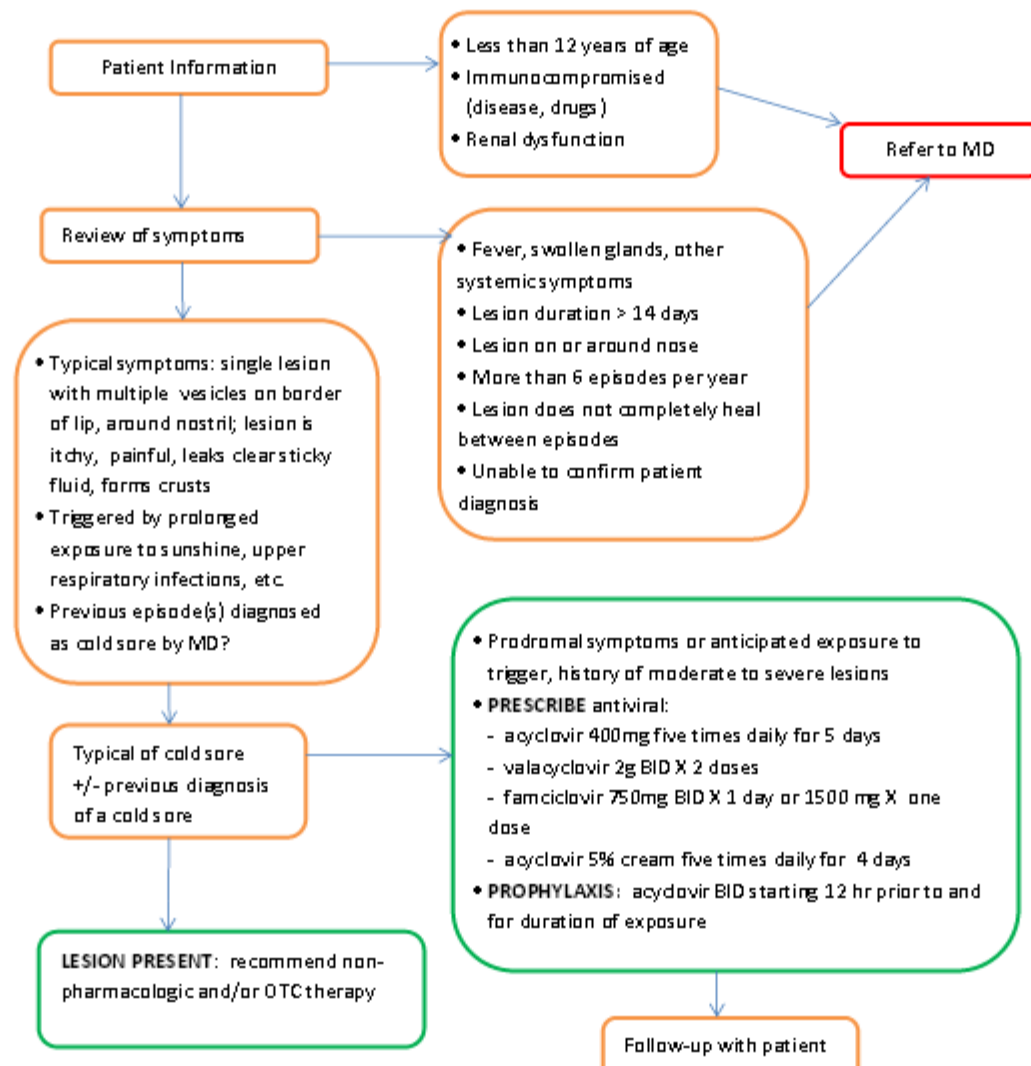 Patient Information
• Less than 12 years of age
• Immunocompromised
(disease, drugs)
• Renal dysfunction
Refer to MD
Review of symptoms
• Fever, swollen glands, other
systemic symptoms
• Lesion duration > 14 days
• Lesion on or around nose
• More than 6 episodes per year
• Lesion does not completely heal
between episodes
• Unable to confirm patient
diagnosis
• Typical symptoms: single lesion
with multiple vesicles on border
of lip, around nostril; lesion is
itchy, painful, leaks clear sticky
fluid, forms crusts
• Triggered by prolonged
exposure to sunshine, upper
respiratory infections, etc.
• Previous episode(s) diagnosed
as cold sore by MD?
Typical of cold sore
+/- previous diagnosis
of a cold sore
• Prodromal symptoms or anticipated exposure to
trigger, history of moderate to severe lesions
• PRESCRIBE antiviral:
- acyclovir 400mg five times daily for 5 days
- valacyclovir 2g BID X 2 doses
- famciclovir 750mg BID X 1 day or 1500 mg X one
dose
- acyclovir 5% cream five times daily for 4 days
• PROPHYLAXIS: acyclovir BID starting 12 hr prior to and
for duration of exposure
LESION PRESENT: recommend non-
pharmacologic and/or OTC therapy
Follow-up with patient